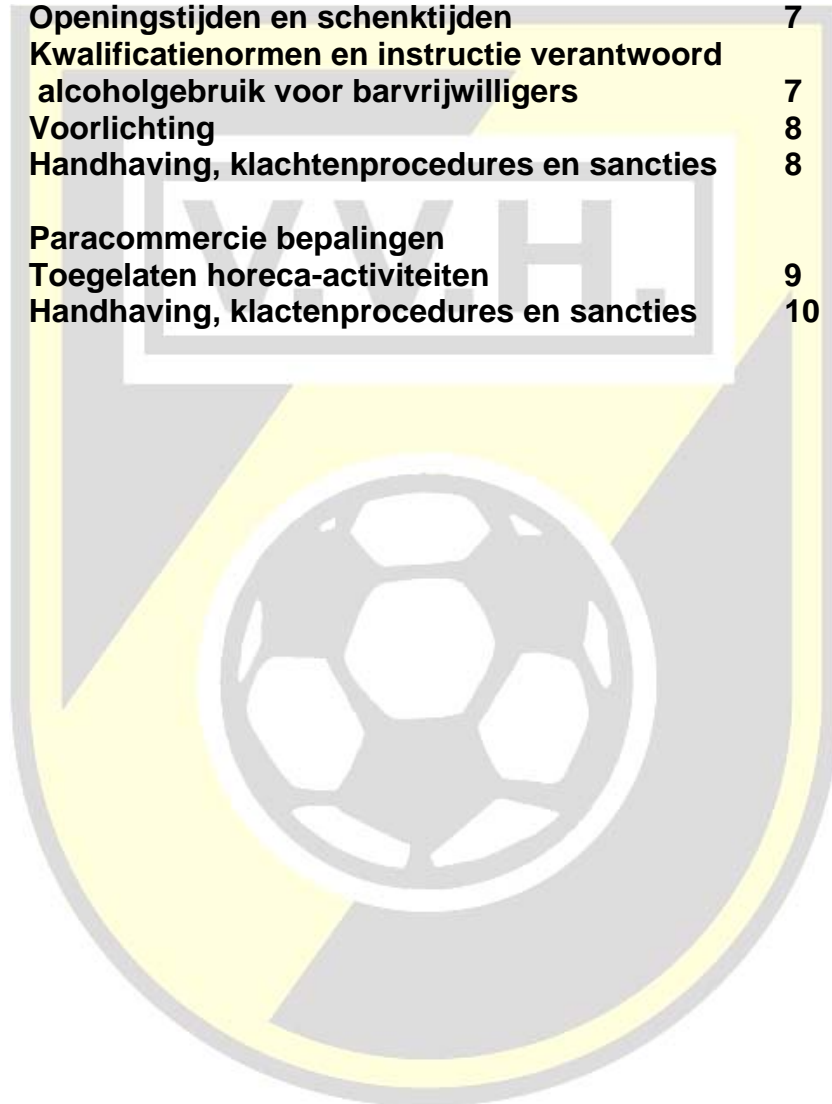 Openingstijden en schenktijden 7
Kwalificatienormen en instructie verantwoord
alcoholgebruik voor barvrijwilligers 7
Voorlichting 8
Handhaving, klachtenprocedures en sancties 8
V.V.H.
Paracommercie bepalingen
Toegelaten horeca-activiteiten 9
Handhaving, klactenprocedures en sancties 10